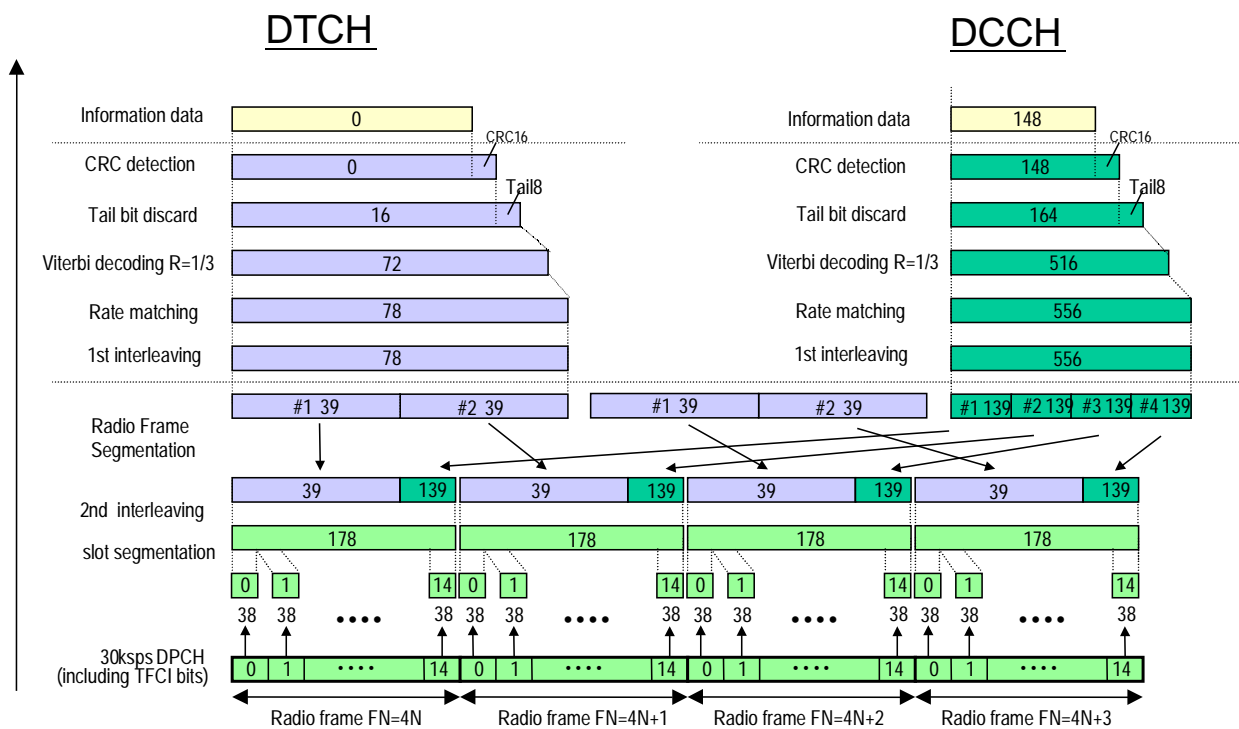 DTCH DCCH
Information data 0 Information data 148
CRC16 CRC16
CRC detection 0 CRC detection 148
Tail8 Tail8
Tail bit discard 16 Tail bit discard 164
Viterbi decoding R=1/3 72 Viterbi decoding R=1/3 516
Rate matching 78 Rate matching 556
1st interleaving 78 1st interleaving 556
#1 39 #2 39 #1 39 #2 39 #1 139 #2 139 #3 139 #4 139
Radio Frame
Segmentation
39 139 39 139 39 139 39 139
2nd interleaving
178 178 178 178
slot segmentation
0 1 14 0 1 14 0 1 14 0 1 14
38 38 •••• 38 38 38 •••• 38 38 38 •••• 38 38 38 •••• 38
30ksps DPCH
(including TFCI bits)
0 1 •••• 14 0 1 •••• 14 0 1 •••• 14 0 1 •••• 14
Radio frame FN=4N Radio frame FN=4N+1 Radio frame FN=4N+2 Radio frame FN=4N+3